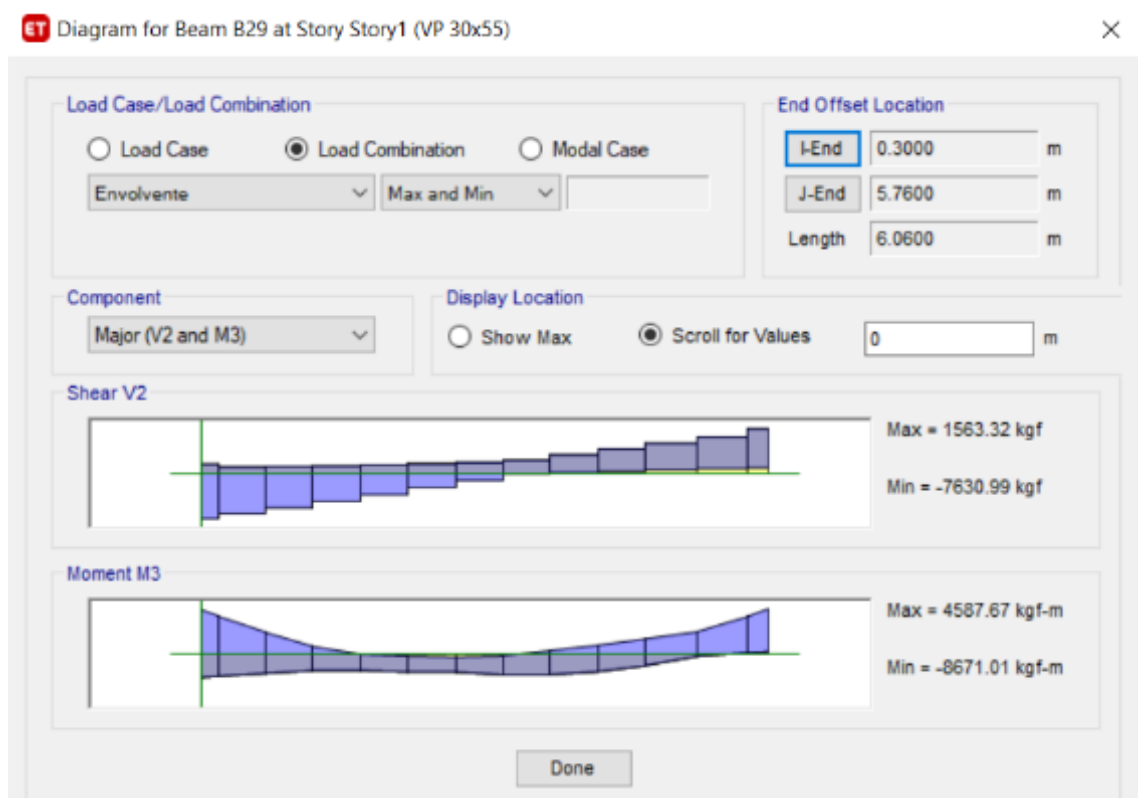 ET Diagram for Beam B29 at Story Story1 (VP 30x55)
Load Case/Load Combination
Load Case Load Combination Modal Case
Envolvente Max and Min
End Offset Location
I-End 0.3000 m
J-End 5.7600 m
Length 6.0600 m
Component
Major (V2 and M3)
Display Location
Show Max Scroll for Values 0 m
Shear V2
Max = 1563.32 kgf
Min = -7630.99 kgf
Moment M3
Max = 4587.67 kgf-m
Min = -8671.01 kgf-m
Done